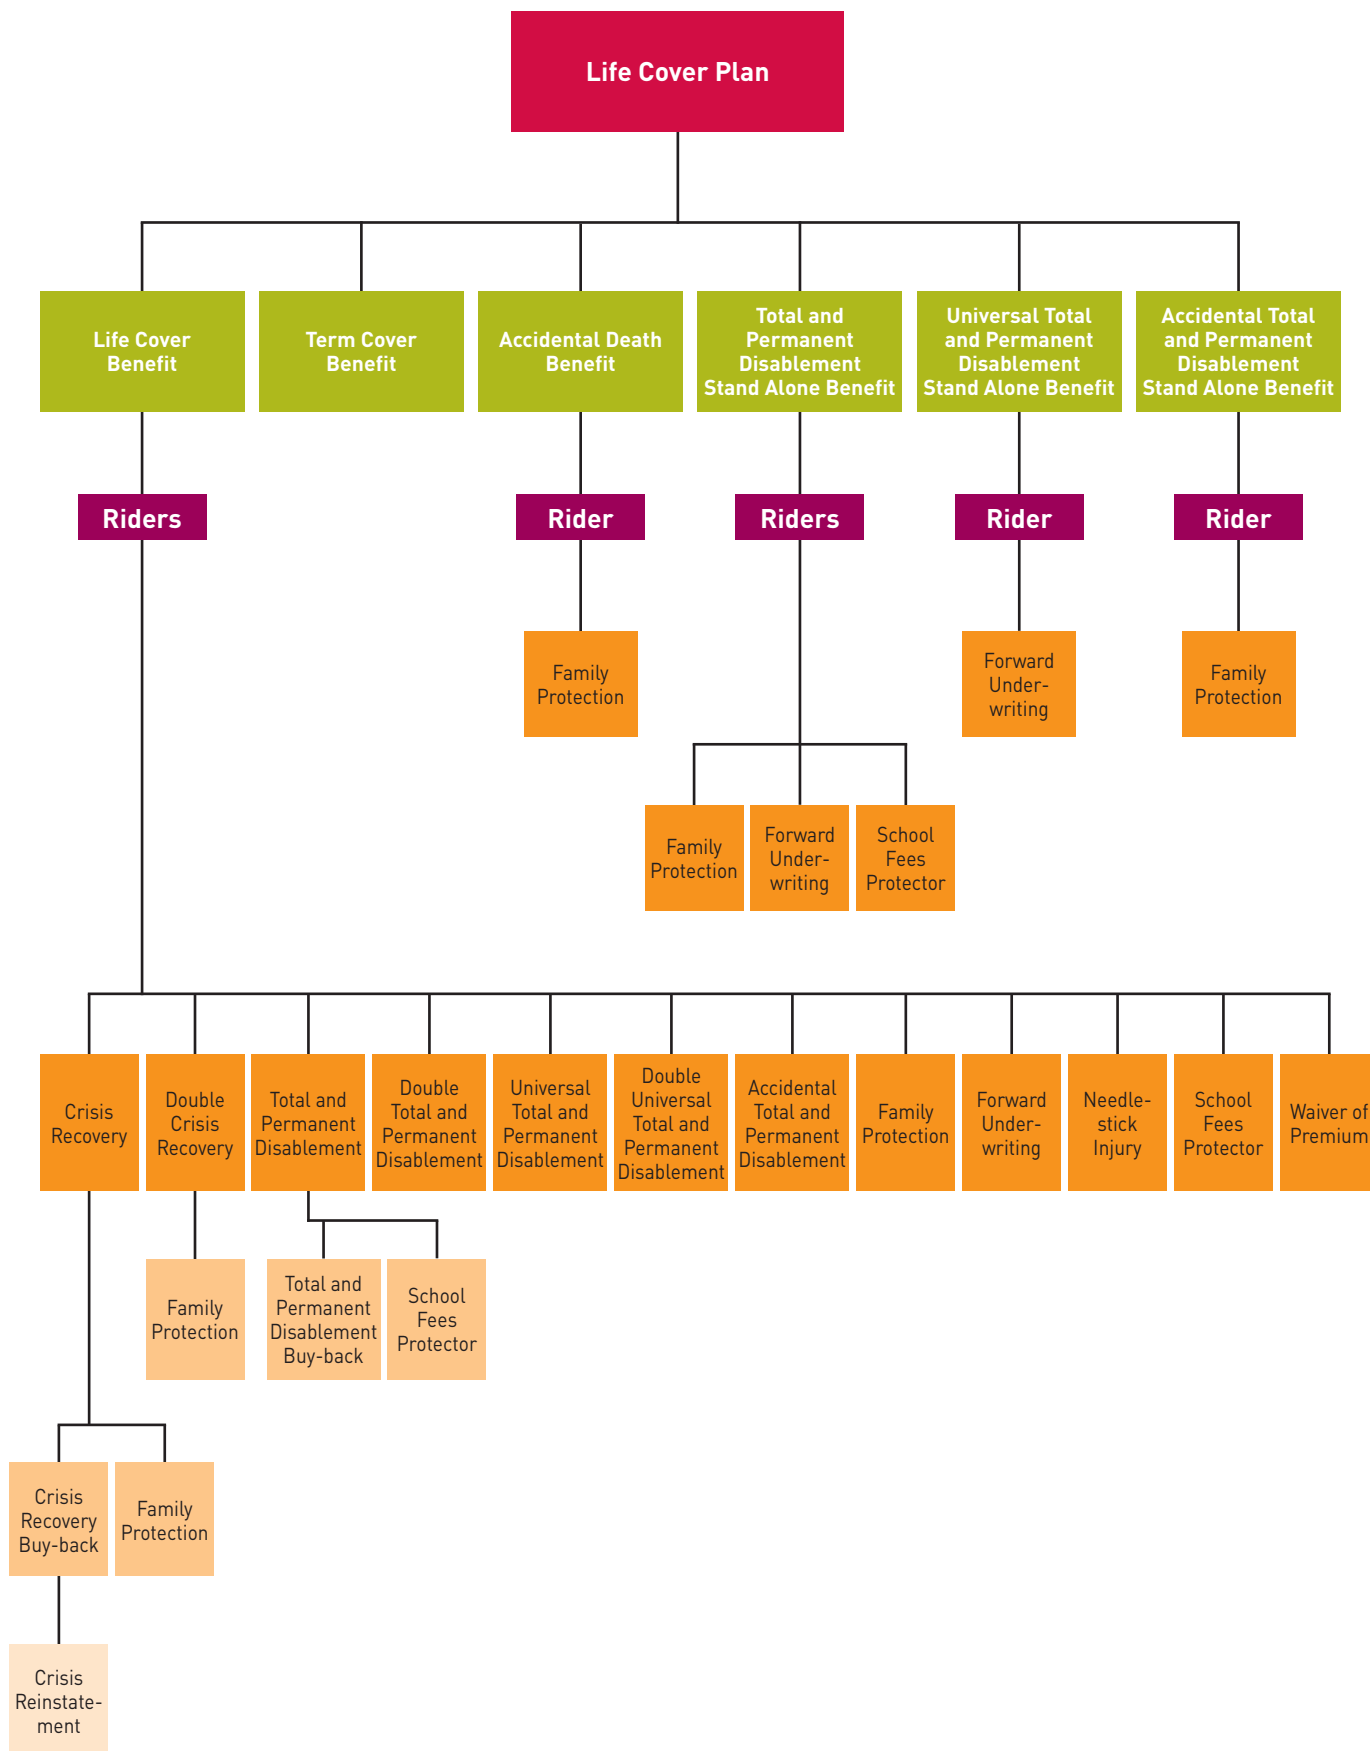 Life Cover Plan
Life Cover
Benefit
Term Cover
Benefit
Accidental Death
Benefit
Total and
Permanent
Disablement
Stand Alone Benefit
Universal Total
and Permanent
Disablement
Stand Alone Benefit
Accidental Total
and Permanent
Disablement
Stand Alone Benefit
Riders
Rider
Riders
Rider
Rider
Family
Protection
Forward
Under-
writing
Family
Protection
Family
Protection
Forward
Under-
writing
School
Fees
Protector
Crisis
Recovery
Double
Crisis
Recovery
Total and
Permanent
Disablement
Double
Total and
Permanent
Disablement
Universal
Total and
Permanent
Disablement
Double
Universal
Total and
Permanent
Disablement
Accidental
Total and
Permanent
Disablement
Family
Protection
Forward
Under-
writing
Needle-
stick
Injury
School
Fees
Protector
Waiver of
Premium
Family
Protection
Total and
Permanent
Disablement
Buy-back
School
Fees
Protector
Crisis
Recovery
Buy-back
Family
Protection
Crisis
Reinstate-
ment